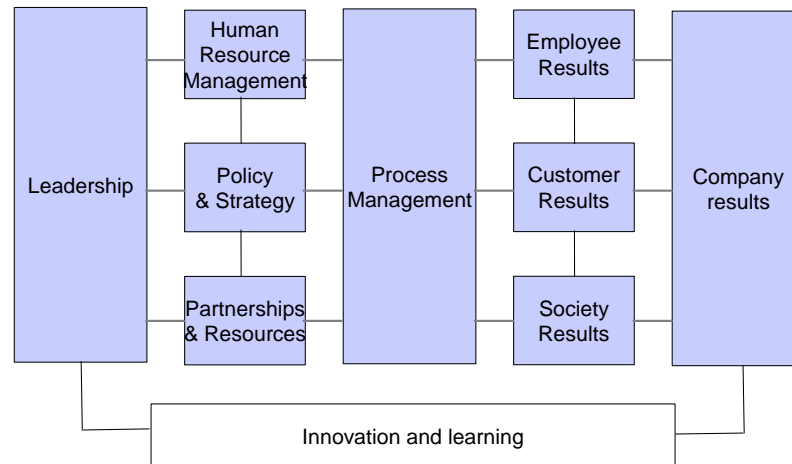 Leadership
Human
Resource
Management
Policy
& Strategy
Partnerships
& Resources
Process
Management
Employee
Results
Customer
Results
Society
Results
Company
results
Innovation and learning